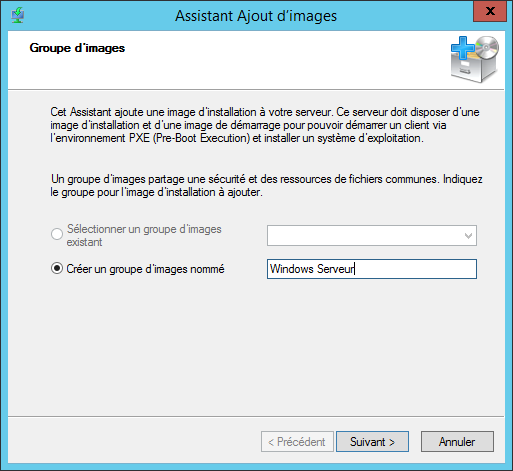 Assistant Ajout d'images
x
Groupe d'images
Cet Assistant ajoute une image d'installation à votre serveur. Ce serveur doit disposer d'une
image d'installation et d'une image de démarrage pour pouvoir démarrer un client via
l'environnement PXE (Pre-Boot Execution) et installer un système d'exploitation.
Un groupe d'images partage une sécurité et des ressources de fichiers communes. Indiquez
le groupe pour l'image d'installation à ajouter.
Sélectionner un groupe d'images
existant
Créer un groupe d'images nommé
Windows Serveur
< Précédent
Suivant >
Annuler